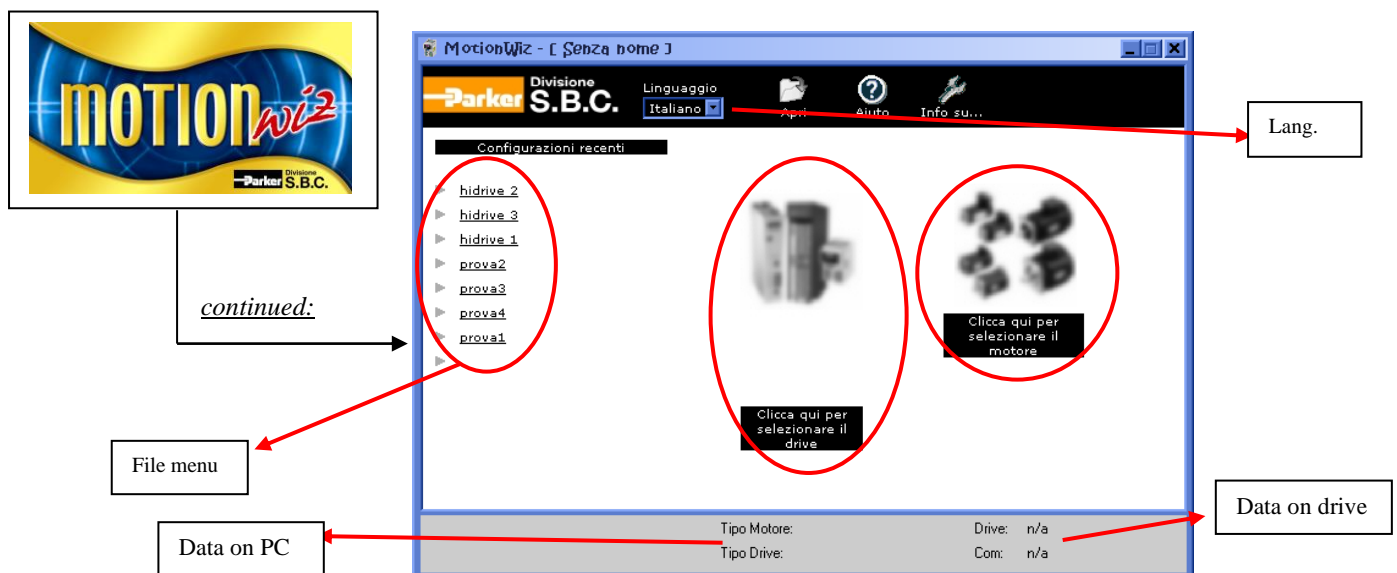 MOTION wiz
Parker Divisione S.B.C.
continued:
File menu
Data on PC
MotionWiz - [ Senza nome ]
Parker Divisione S.B.C.
Linguaggio
Italiano
Apri
Aiuto
Info su...
Lang.
Configurazioni recenti
hidrive 2
hidrive 3
hidrive 1
prova2
prova3
prova4
prova1
Clicca qui per
selezionare il
drive
Clicca qui per
selezionare il
motore
Tipo Motore:
Tipo Drive:
Drive: n/a
Com: n/a
Data on drive